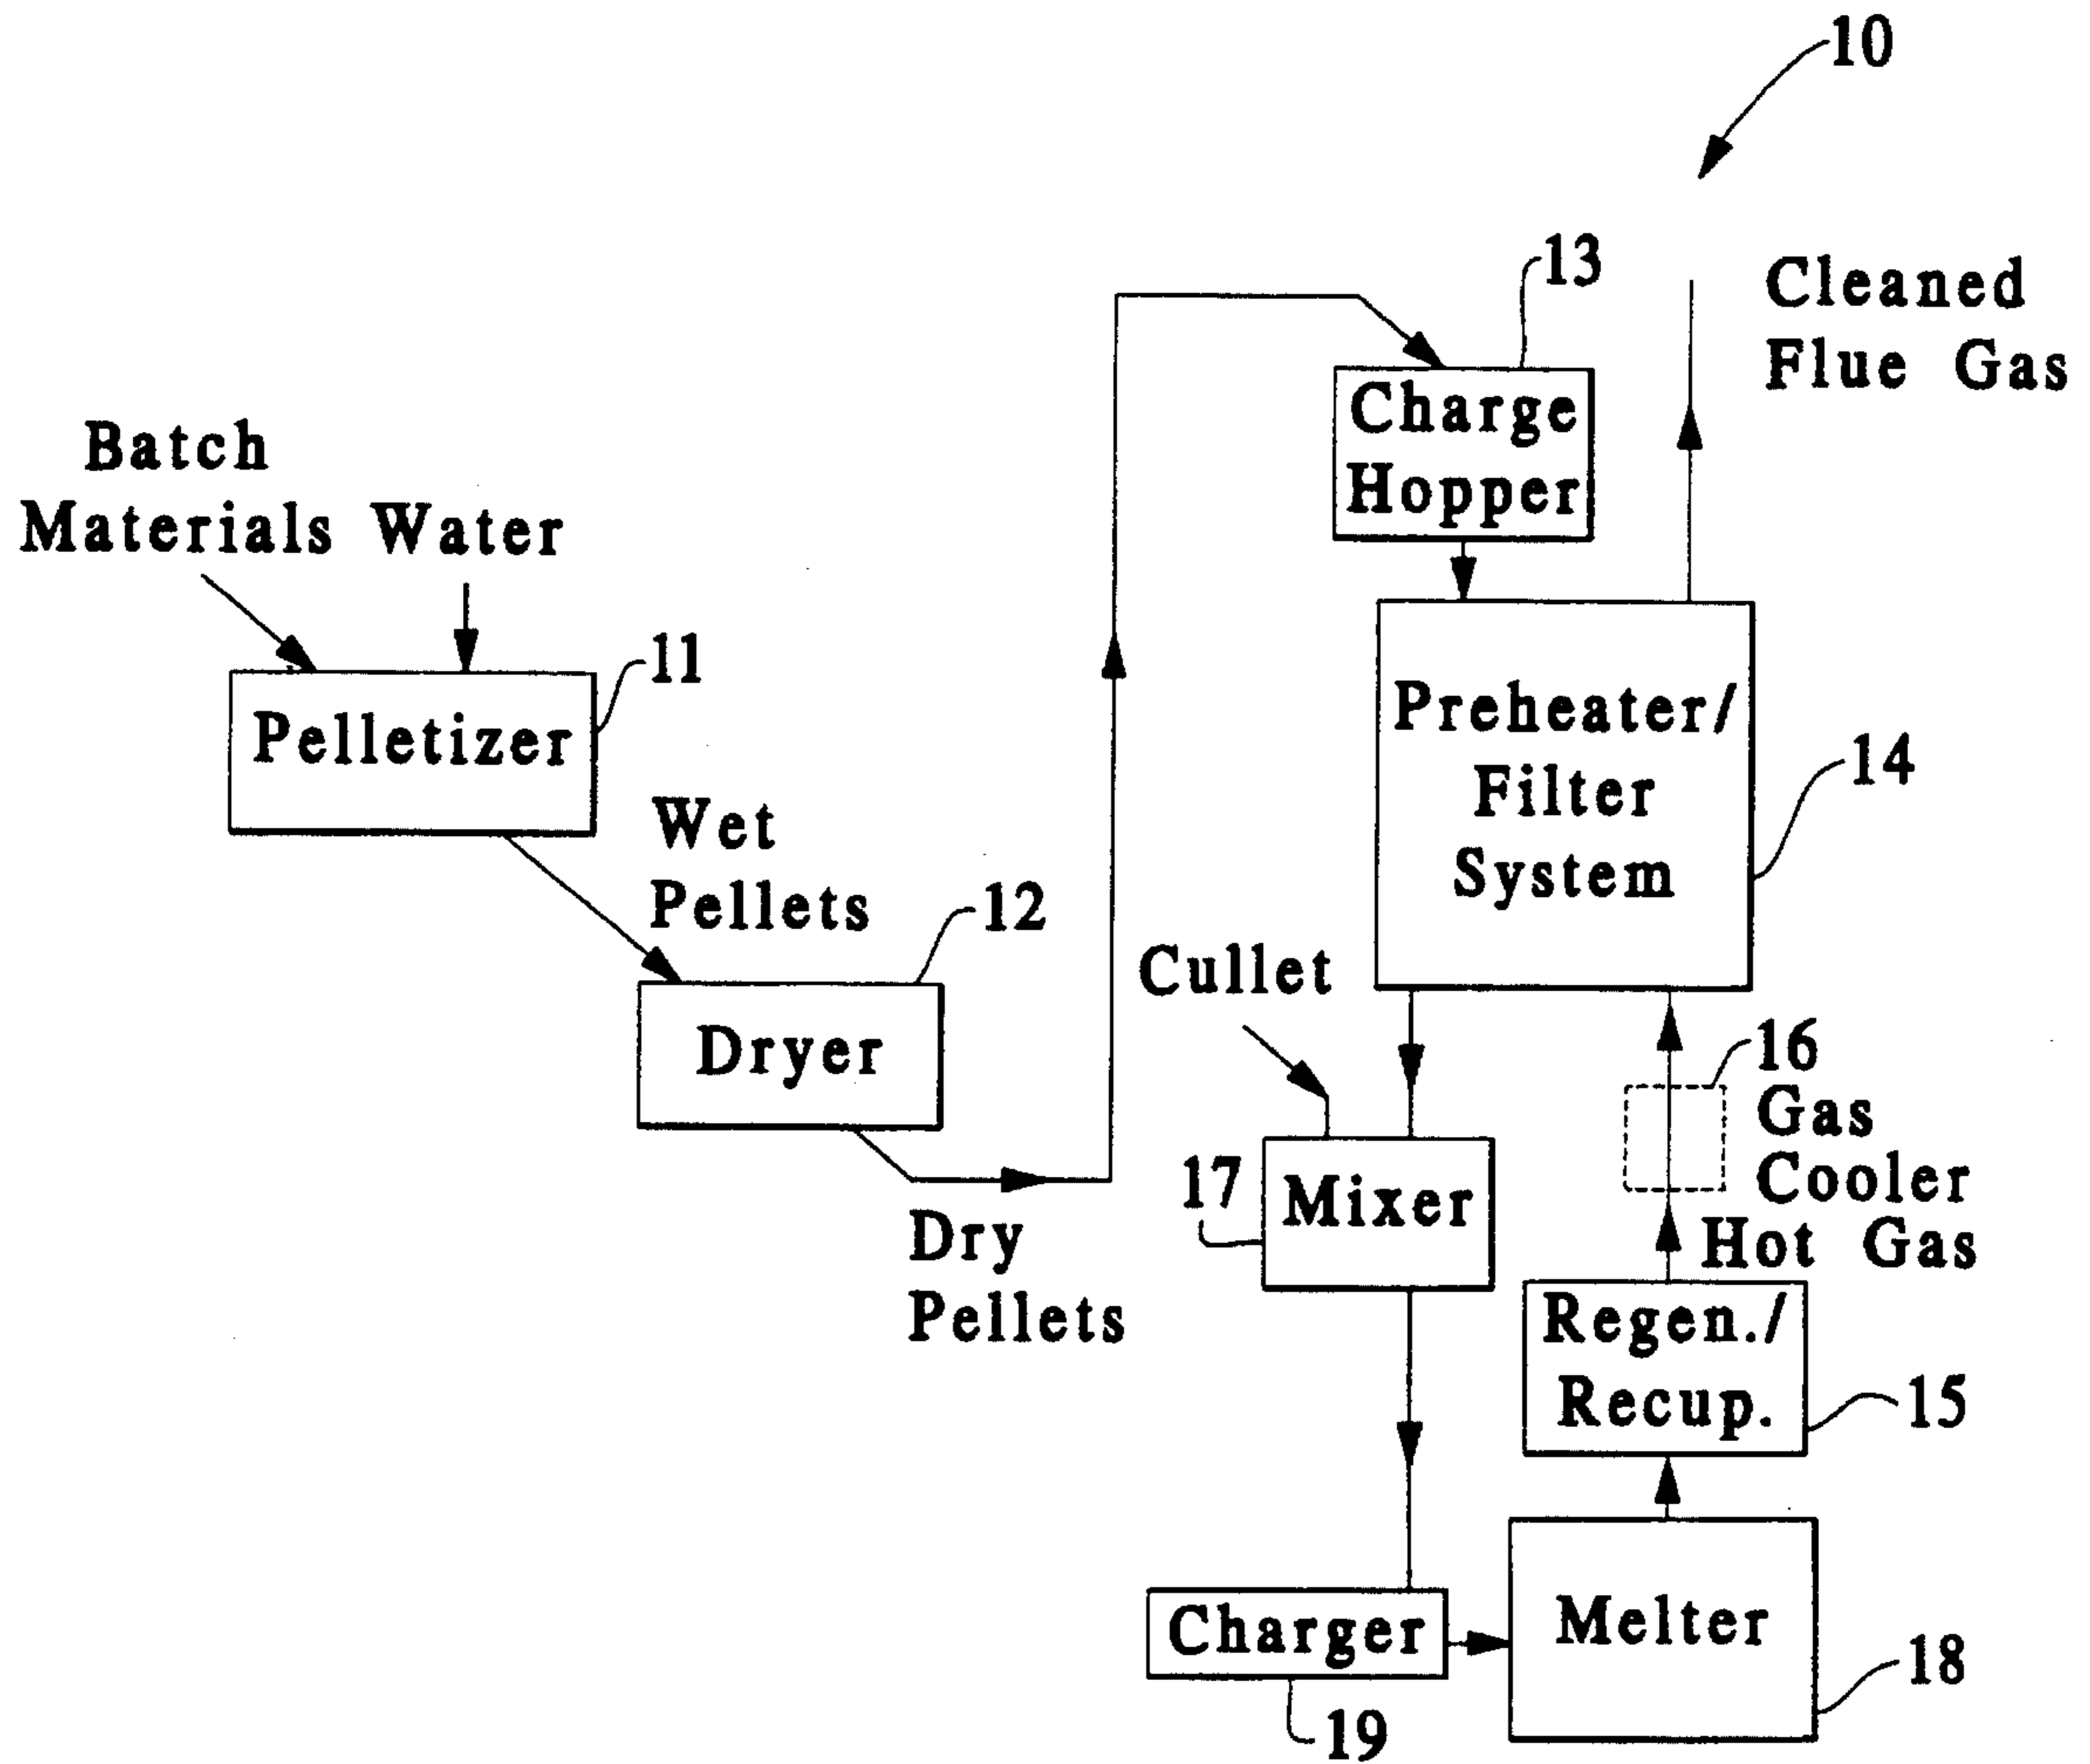 10
13
Cleaned
Flue Gas
Charge
Hopper
Batch
Materials Water
11
Pelletizer
Preheater/
Filter
System
14
Wet
Pellets
12
Cullet
Dryer
16
Gas
Cooler
17
Mixer
Hot Gas
Dry
Pellets
Regen./
Recup.
15
Charger
Melter
18
19